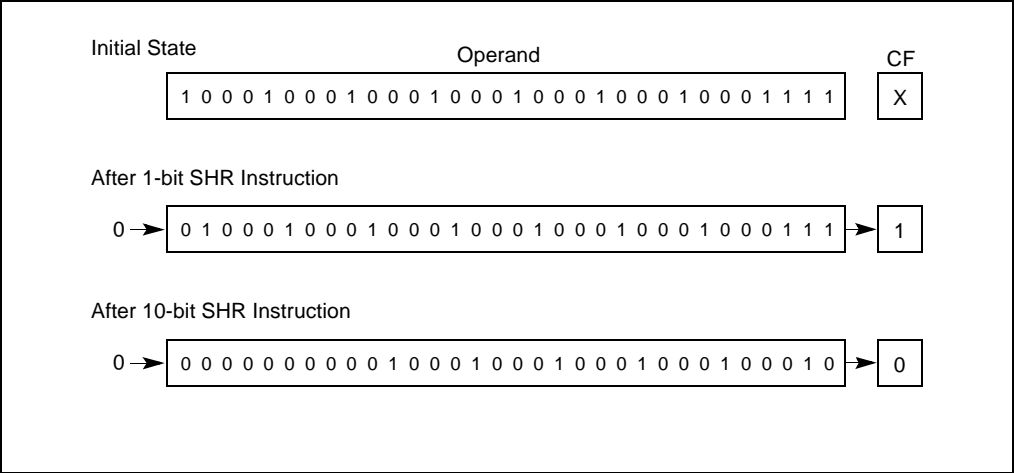 Initial State
Operand
CF
1 0 0 0 1 0 0 0 1 0 0 0 1 0 0 0 1 0 0 0 1 0 0 0 1 0 0 0 1 1 1 1
X
After 1-bit SHR Instruction
0
0 1 0 0 0 1 0 0 0 1 0 0 0 1 0 0 0 1 0 0 0 1 0 0 0 1 0 0 0 1 1 1
1
After 10-bit SHR Instruction
0
0 0 0 0 0 0 0 0 0 0 1 0 0 0 1 0 0 0 1 0 0 0 1 0 0 0 1 0 0 0 1 0
0